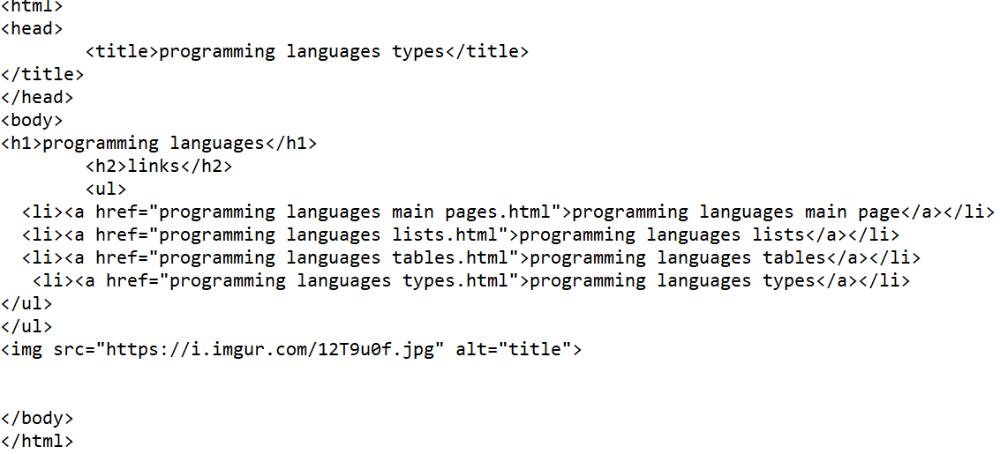 <html>
<head>
<title>programming languages types</title>
</title>
</head>
<body>
<h1>programming languages</h1>
<h2>links</h2>
<ul>
<li><a href="programming languages main pages.html">programming languages main page</a></li>
<li><a href="programming languages lists.html">programming languages lists</a></li>
<li><a href="programming languages tables.html">programming languages tables</a></li>
<li><a href="programming languages types.html">programming languages types</a></li>
</ul>
</ul>
<img src="https://i.imgur.com/12T9u0f.jpg" alt="title">
</body>
</html>